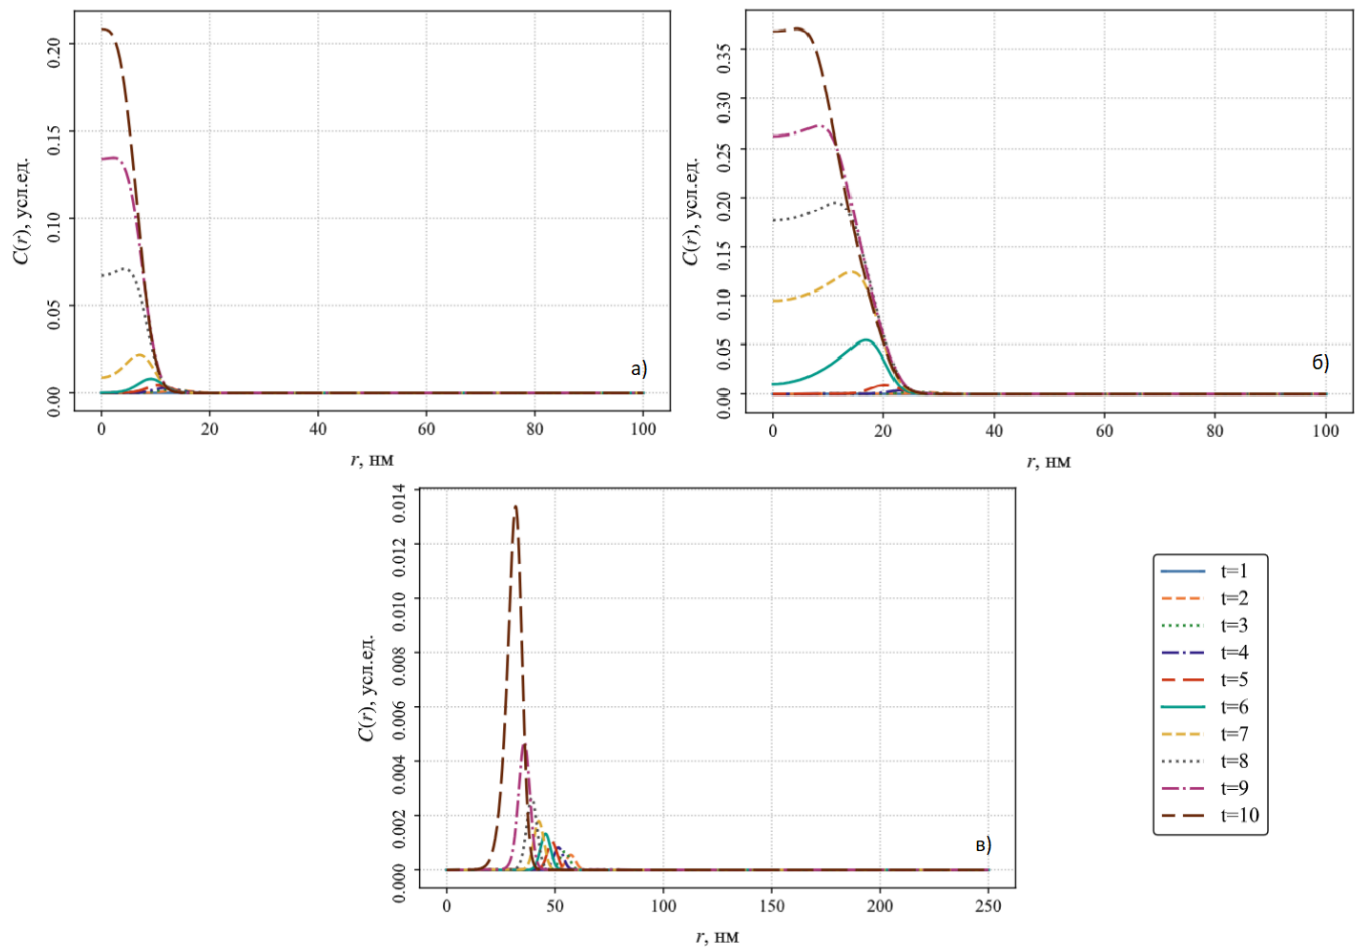 0.20
0.15
0.10
0.05
0.00
C(r), усл.ед.
а)
0 20 40 60 80 100
r, нм
0.35
0.30
0.25
0.20
0.15
0.10
0.05
0.00
C(r), усл.ед.
б)
0 20 40 60 80 100
r, нм
0.014
0.012
0.010
0.008
0.006
0.004
0.002
0.000
C(r), усл.ед.
в)
0 50 100 150 200 250
r, нм
t=1
t=2
t=3
t=4
t=5
t=6
t=7
t=8
t=9
t=10